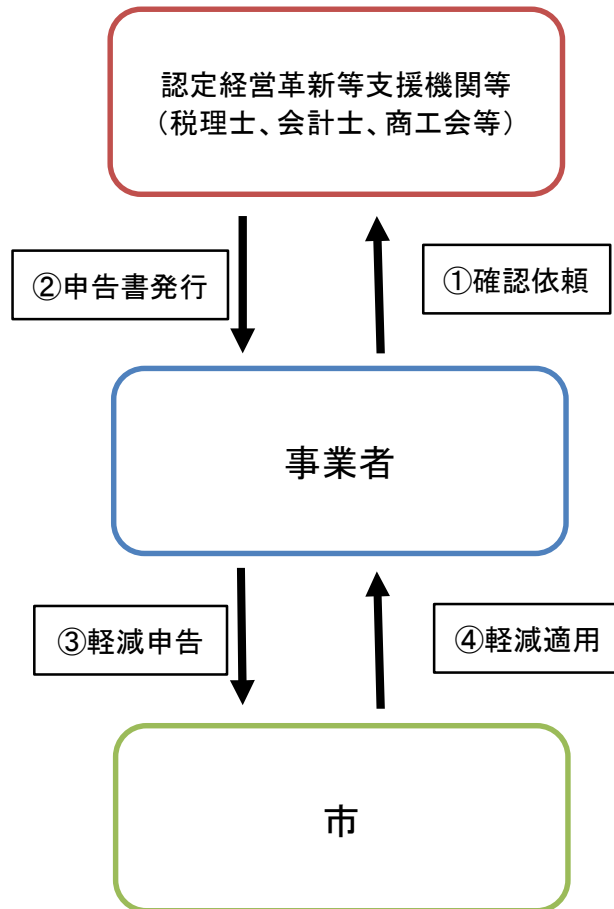 認定経営革新等支援機関等
（税理士、会計士、商工会等）
②申告書発行
①確認依頼
事業者
③軽減申告
④軽減適用
市